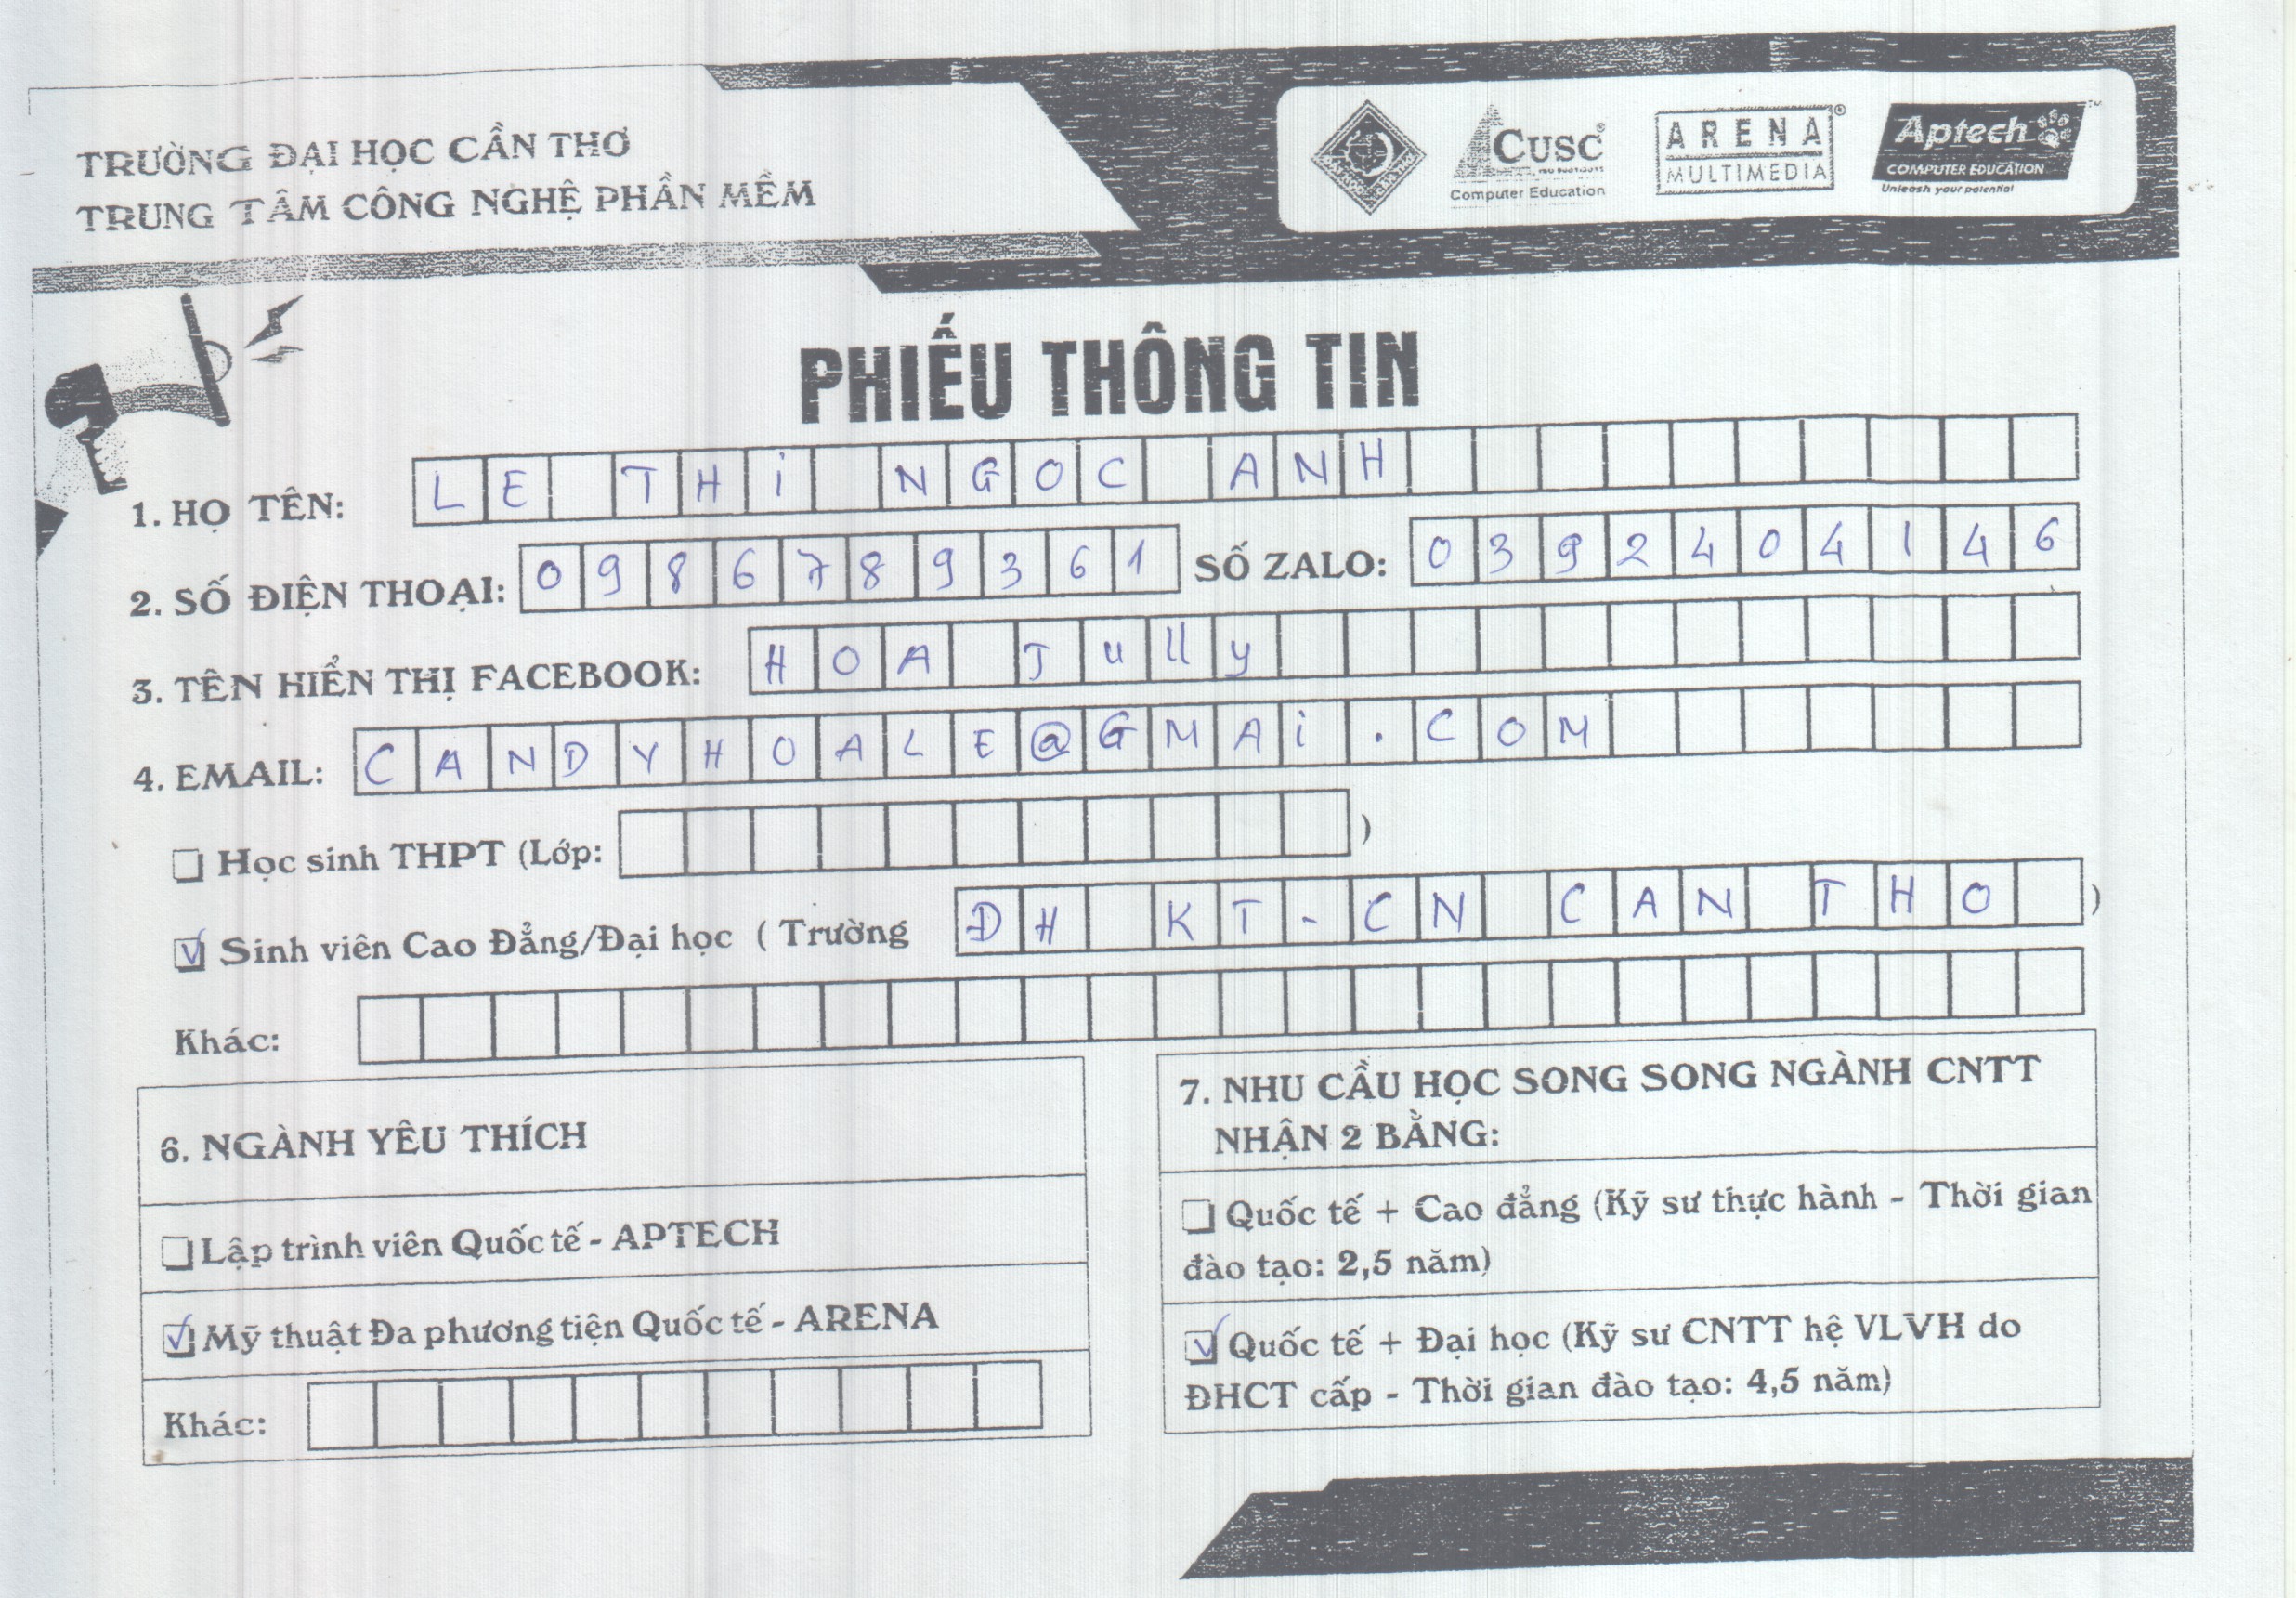 TRƯỜNG ĐẠI HỌC CẦN THƠ
TRUNG TÂM CÔNG NGHỆ PHẦN MỀM
CUSC
Computer Education
ARENA
MULTIMEDIA
Aptech
COMPUTER EDUCATION
Unleash your potential
PHIẾU THÔNG TIN
1. HỌ TÊN: LE THI NGOC ANH
2. SỐ ĐIỆN THOẠI: 0986789361 SỐ ZALO: 0392404146
3. TÊN HIỂN THỊ FACEBOOK: HOA Jully
4. EMAIL: CANDYHOALE@GMAi.COM
Học sinh THPT (Lớp: )
Sinh viên Cao Đẳng/Đại học ( Trường ĐH KT-CN CAN THO )
Khác:
6. NGÀNH YÊU THÍCH
Lập trình viên Quốc tế - APTECH
Mỹ thuật Đa phương tiện Quốc tế - ARENA
Khác:
7. NHU CẦU HỌC SONG SONG NGÀNH CNTT
NHẬN 2 BẰNG:
Quốc tế + Cao đẳng (Kỹ sư thực hành - Thời gian
đào tạo: 2,5 năm)
Quốc tế + Đại học (Kỹ sư CNTT hệ VLVH do
ĐHCT cấp - Thời gian đào tạo: 4,5 năm)